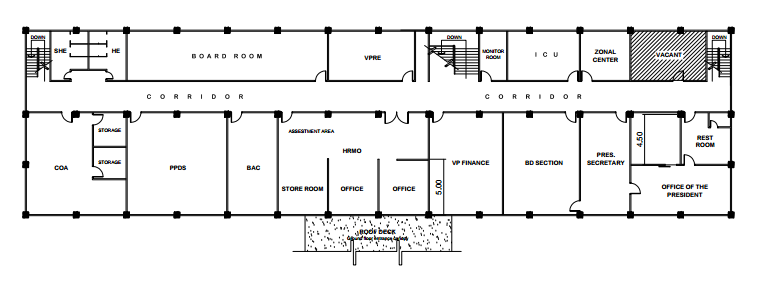 DOWN
SHE
HE
BOARD ROOM
VPRE
DOWN
MONITOR
ROOM
ICU
ZONAL
CENTER
VACANT
DOWN
CORRIDOR
CORRIDOR
COA
STORAGE
STORAGE
PPDS
BAC
ASSESTMENT AREA
HRMO
STORE ROOM
OFFICE
OFFICE
5.00
VP FINANCE
BD SECTION
PRES.
SECRETARY
4.50
REST
ROOM
OFFICE OF THE
PRESIDENT
ROOF DECK